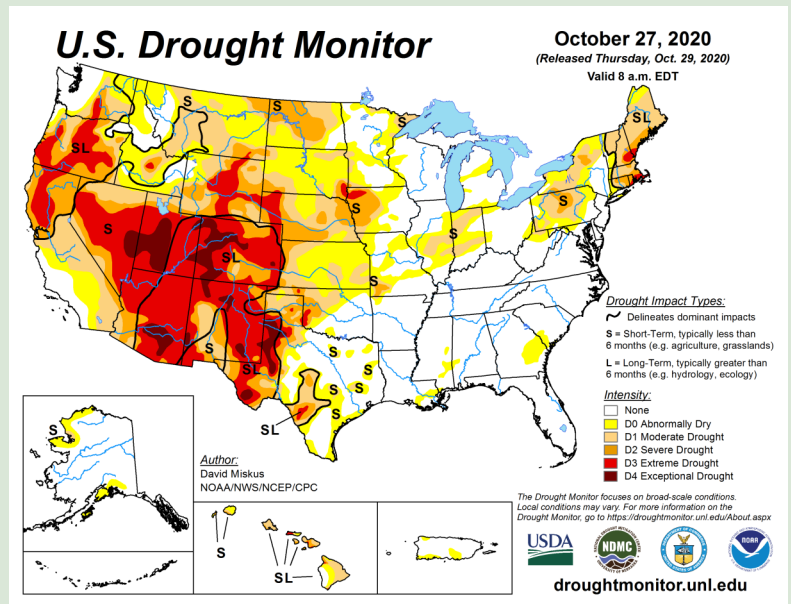 U.S. Drought Monitor
October 27, 2020
(Released Thursday, Oct. 29, 2020)
Valid 8 a.m. EDT
S
S
S
SL
SL
S
S
S
S
SL
S
S
SL
S
S
S
S
S
SL
Drought Impact Types:
Delineates dominant impacts
S = Short-Term, typically less than
6 months (e.g. agriculture, grasslands)
L = Long-Term, typically greater than
6 months (e.g. hydrology, ecology)
Intensity:
None
D0 Abnormally Dry
D1 Moderate Drought
D2 Severe Drought
D3 Extreme Drought
D4 Exceptional Drought
S
Author:
David Miskus
NOAA/NWS/NCEP/CPC
S
SL
The Drought Monitor focuses on broad-scale conditions.
Local conditions may vary. For more information on the
Drought Monitor, go to https://droughtmonitor.unl.edu/About.aspx
USDA
NDMC
NOAA
droughtmonitor.unl.edu